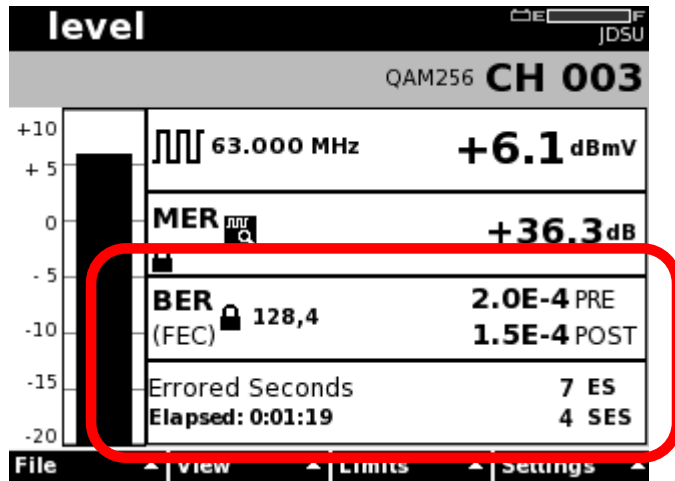 level
E F
JDSU
QAM256 CH 003
+10
+ 5
0
- 5
-10
-15
-20
63.000 MHz +6.1 dBmV
MER +36.3 dB
BER 128,4 2.0E-4 PRE
(FEC) 1.5E-4 POST
Errored Seconds 7 ES
Elapsed: 0:01:19 4 SES
File View Limits Settings